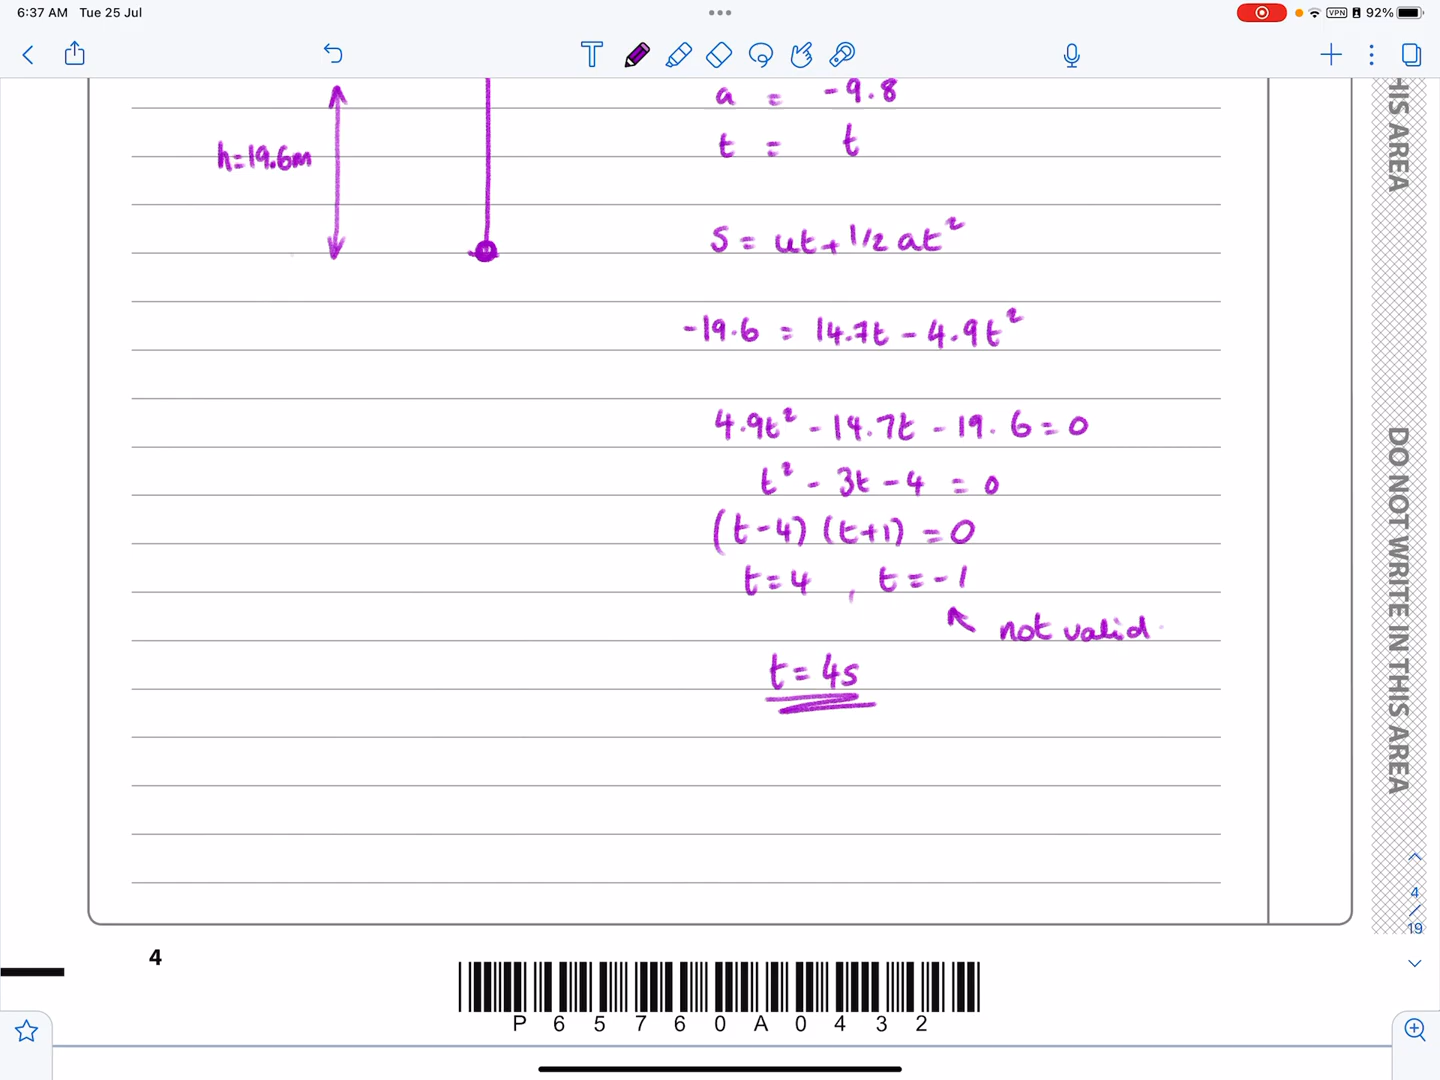 6:37 AM Tue 25 Jul
VPN 92%
T
a = -9.8
t = t
h=19.6m
S = ut + 1/2 at²
-19.6 = 14.7t - 4.9t²
4.9t² - 14.7t - 19.6 = 0
t² - 3t - 4 = 0
(t-4) (t+1) = 0
t=4 , t=-1
not valid.
t= 4s
HIS AREA
DO NOT WRITE IN THIS AREA
4
/
19
4
P 6 5 7 6 0 A 0 4 3 2